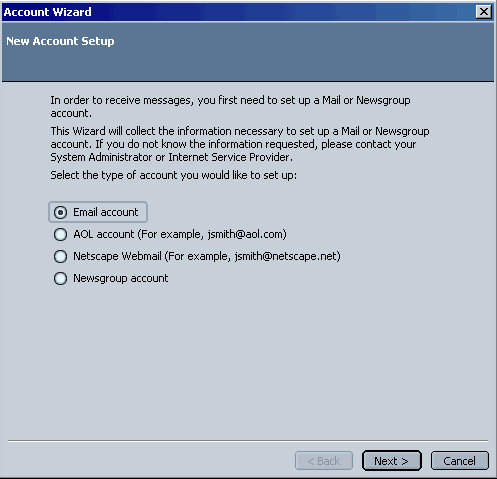 Account Wizard
New Account Setup
In order to receive messages, you first need to set up a Mail or Newsgroup
account.
This Wizard will collect the information necessary to set up a Mail or Newsgroup
account. If you do not know the information requested, please contact your
System Administrator or Internet Service Provider.
Select the type of account you would like to set up:
Email account
AOL account (For example, jsmith@aol.com)
Netscape Webmail (For example, jsmith@netscape.net)
Newsgroup account
< Back Next > Cancel